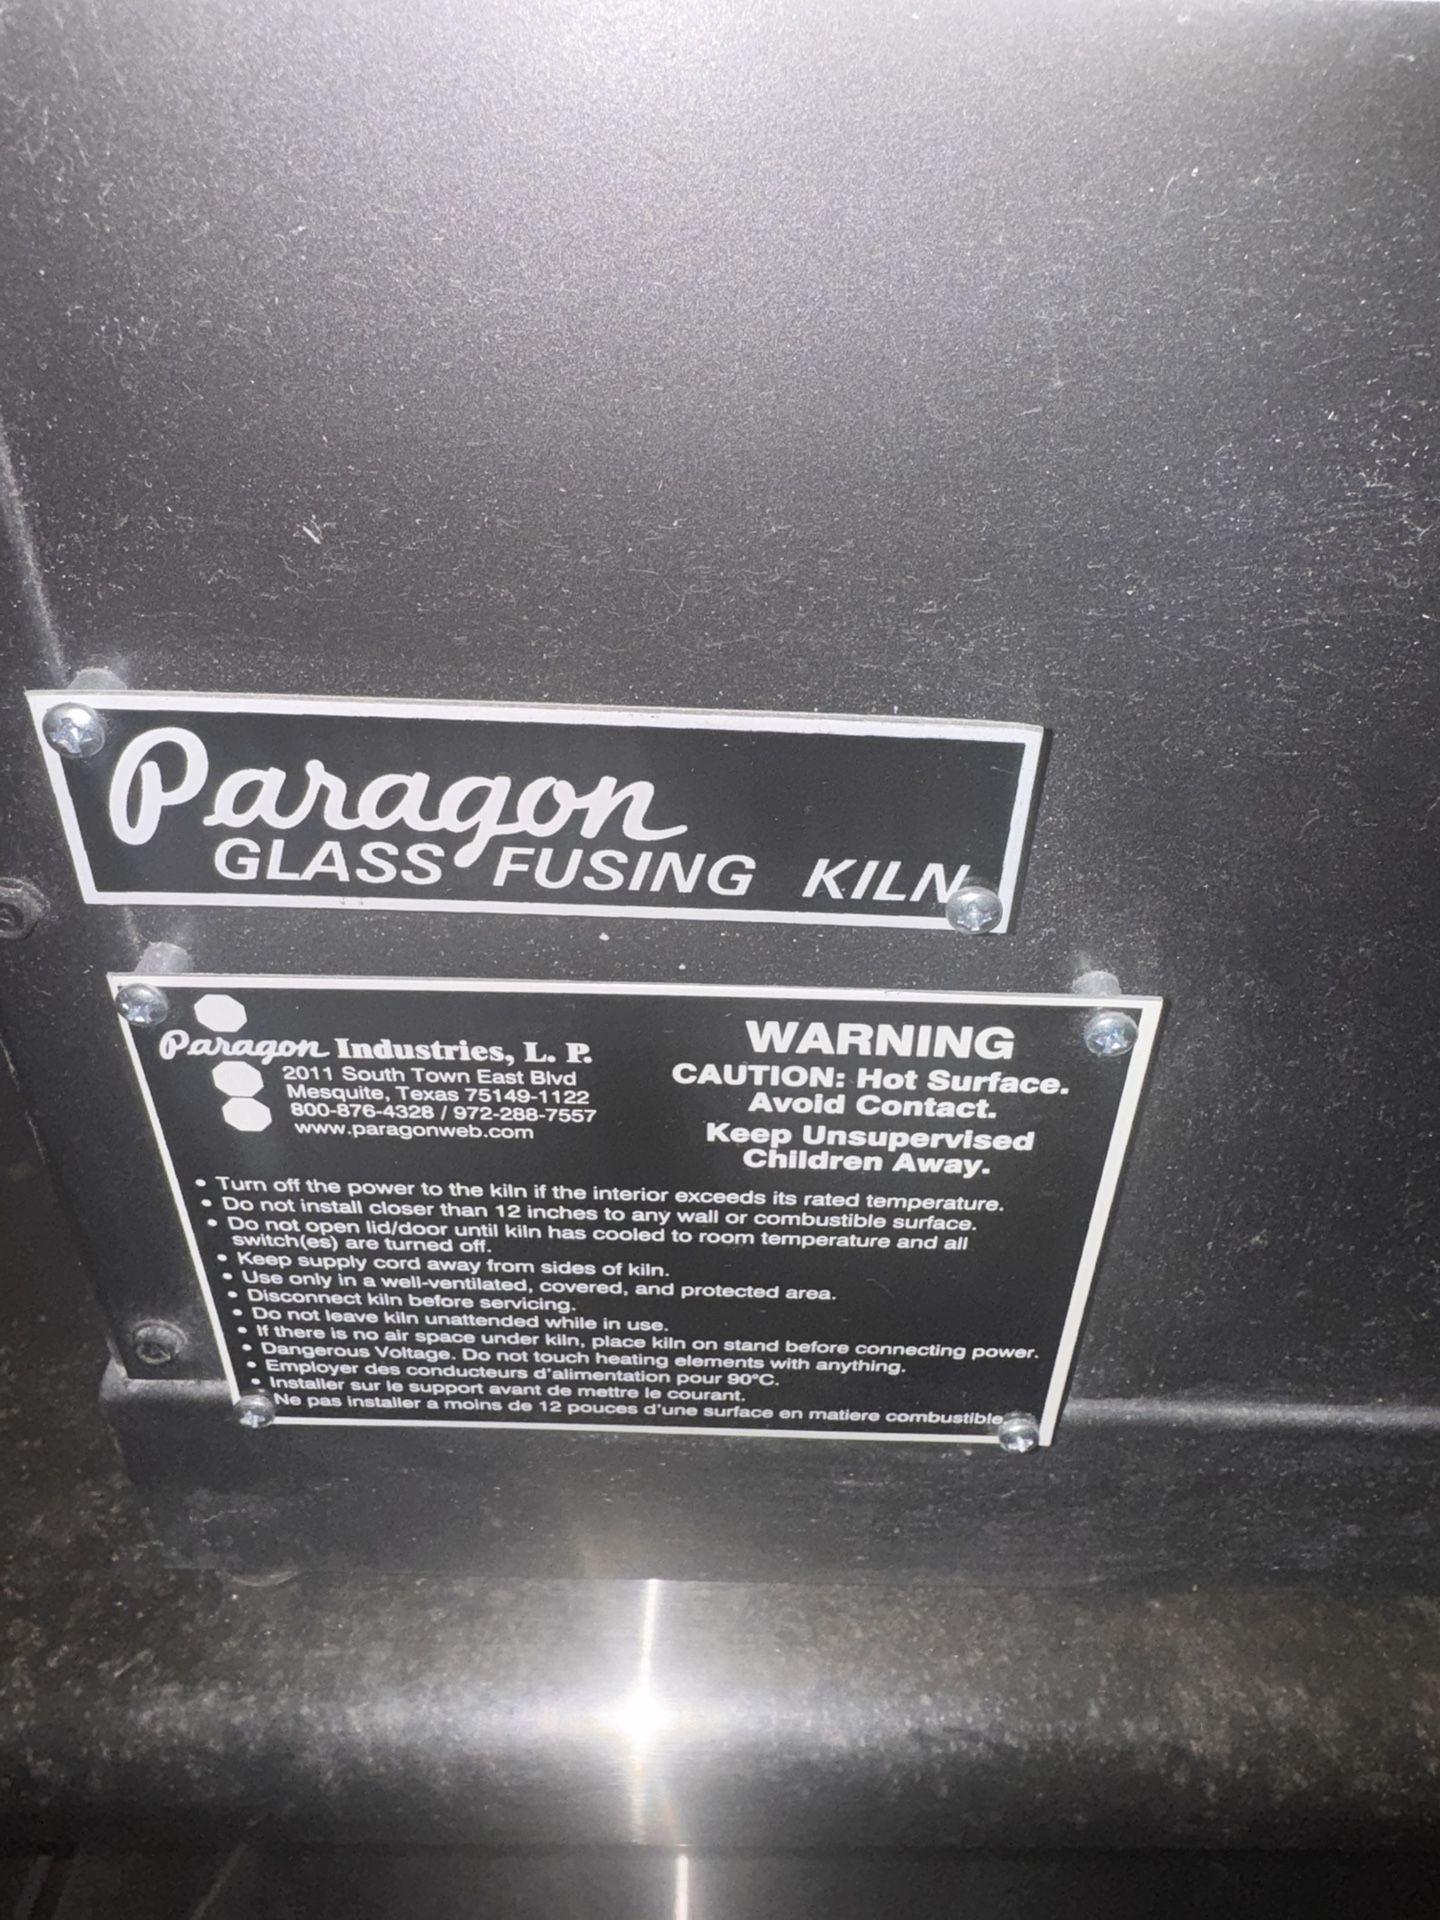 Paragon
GLASS FUSING KILN
Paragon Industries, L. P.
2011 South Town East Blvd
Mesquite, Texas 75149-1122
800-876-4328 / 972-288-7557
www.paragonweb.com
WARNING
CAUTION: Hot Surface.
Avoid Contact.
Keep Unsupervised
Children Away.
• Turn off the power to the kiln if the interior exceeds its rated temperature.
• Do not install closer than 12 inches to any wall or combustible surface.
• Do not open lid/door until kiln has cooled to room temperature and all
switch(es) are turned off.
• Keep supply cord away from sides of kiln.
• Use only in a well-ventilated, covered, and protected area.
• Disconnect kiln before servicing.
• Do not leave kiln unattended while in use.
• If there is no air space under kiln, place kiln on stand before connecting power.
• Dangerous Voltage. Do not touch heating elements with anything.
• Employer des conducteurs d'alimentation pour 90°C.
• Installer sur le support avant de mettre le courant.
Ne pas installer a moins de 12 pouces d'une surface en matiere combustible